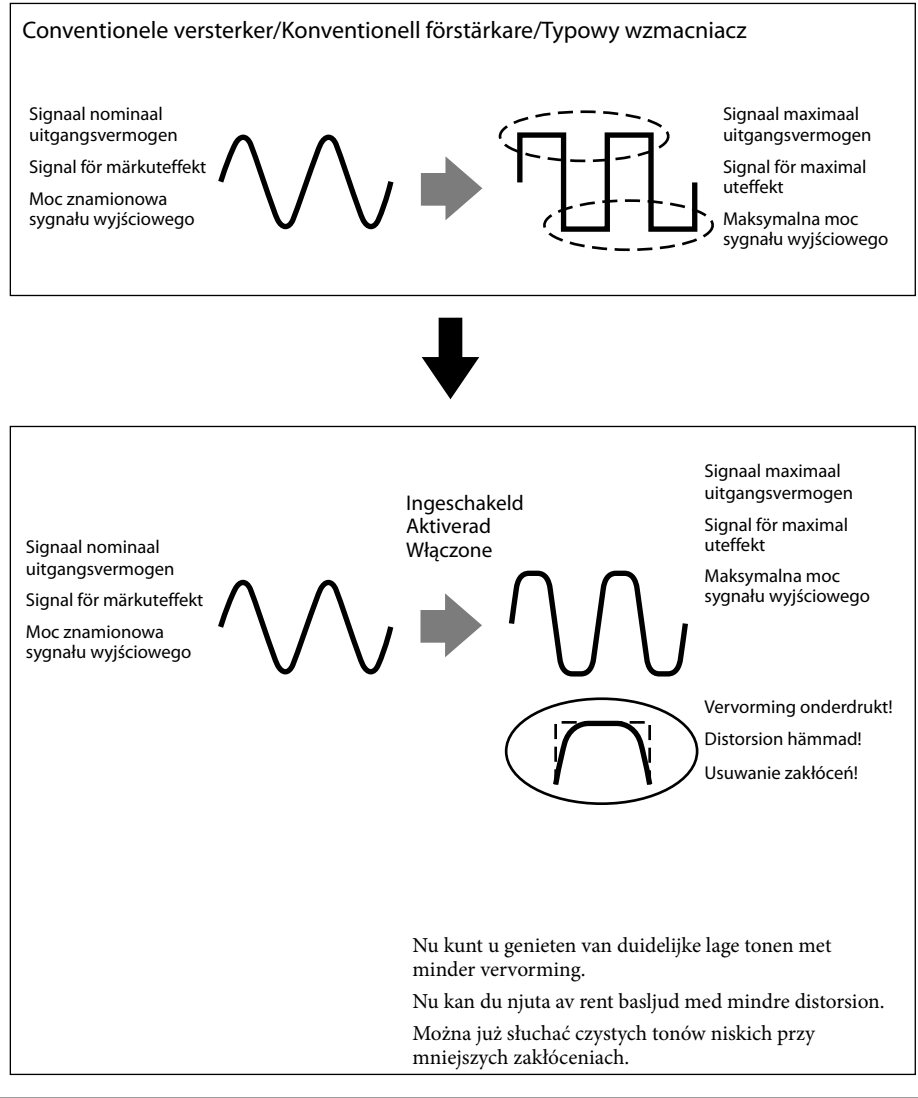 Conventionele versterker/Konventionell förstärkare/Typowy wzmacniacz
Signaal nominaal
uitgangsvermogen
Signal för märkuteffekt
Moc znamionowa
sygnału wyjściowego
Signaal maximaal
uitgangsvermogen
Signal för maximal
uteffekt
Maksymalna moc
sygnału wyjściowego
Signaal nominaal
uitgangsvermogen
Signal för märkuteffekt
Moc znamionowa
sygnału wyjściowego
Ingeschakeld
Aktiverad
Włączone
Signaal maximaal
uitgangsvermogen
Signal för maximal
uteffekt
Maksymalna moc
sygnału wyjściowego
Vervorming onderdrukt!
Distorsion hämmad!
Usuwanie zakłóceń!
Nu kunt u genieten van duidelijke lage tonen met
minder vervorming.
Nu kan du njuta av rent basljud med mindre distorsion.
Można już słuchać czystych tonów niskich przy
mniejszych zakłóceniach.